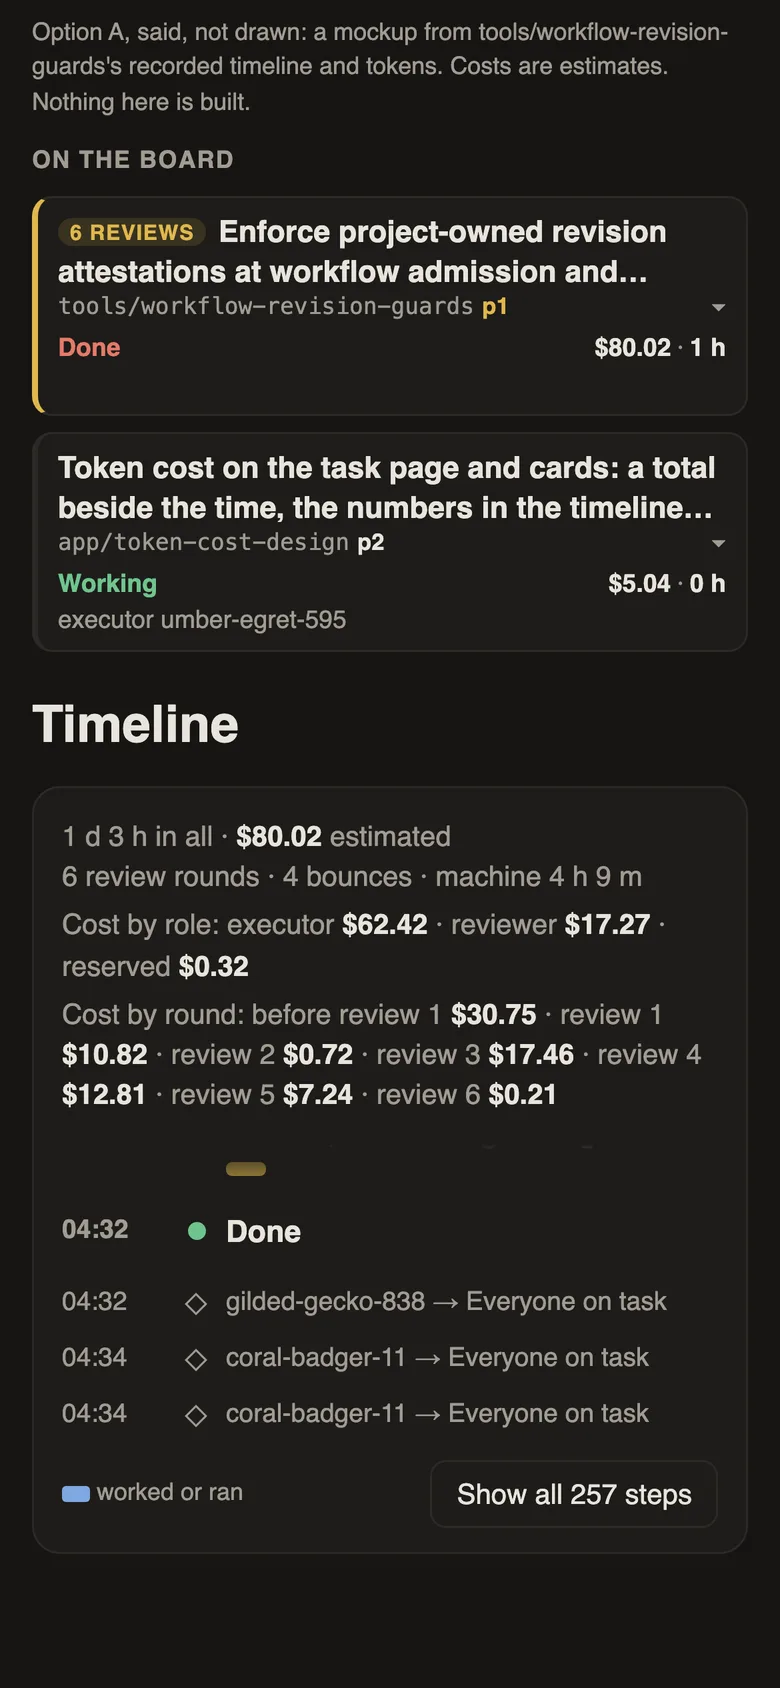 Option A, said, not drawn: a mockup from tools/workflow-revision-
guards's recorded timeline and tokens. Costs are estimates.
Nothing here is built.
ON THE BOARD
6 REVIEWS Enforce project-owned revision
attestations at workflow admission and…
tools/workflow-revision-guards p1
Done $80.02 · 1 h
Token cost on the task page and cards: a total
beside the time, the numbers in the timeline…
app/token-cost-design p2
Working $5.04 · 0 h
executor umber-egret-595
Timeline
1 d 3 h in all · $80.02 estimated
6 review rounds · 4 bounces · machine 4 h 9 m
Cost by role: executor $62.42 · reviewer $17.27 ·
reserved $0.32
Cost by round: before review 1 $30.75 · review 1
$10.82 · review 2 $0.72 · review 3 $17.46 · review 4
$12.81 · review 5 $7.24 · review 6 $0.21
04:32 Done
04:32 gilded-gecko-838 → Everyone on task
04:34 coral-badger-11 → Everyone on task
04:34 coral-badger-11 → Everyone on task
worked or ran Show all 257 steps